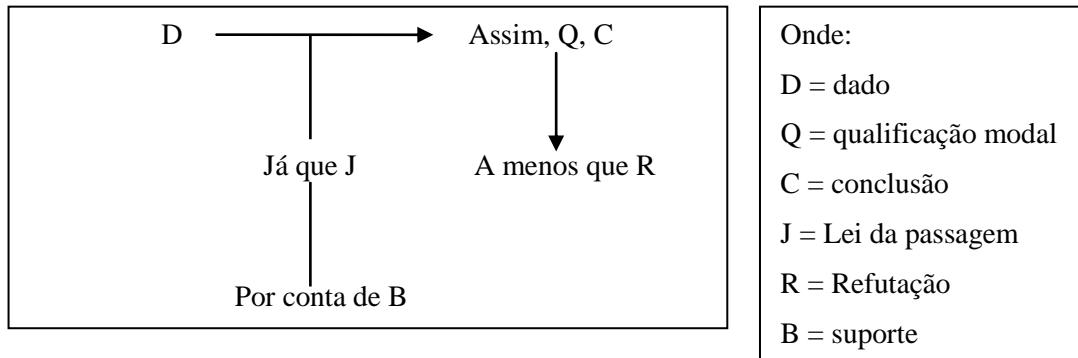 D Assim, Q, C
Já que J A menos que R
Por conta de B
Onde:
D = dado
Q = qualificação modal
C = conclusão
J = Lei da passagem
R = Refutação
B = suporte